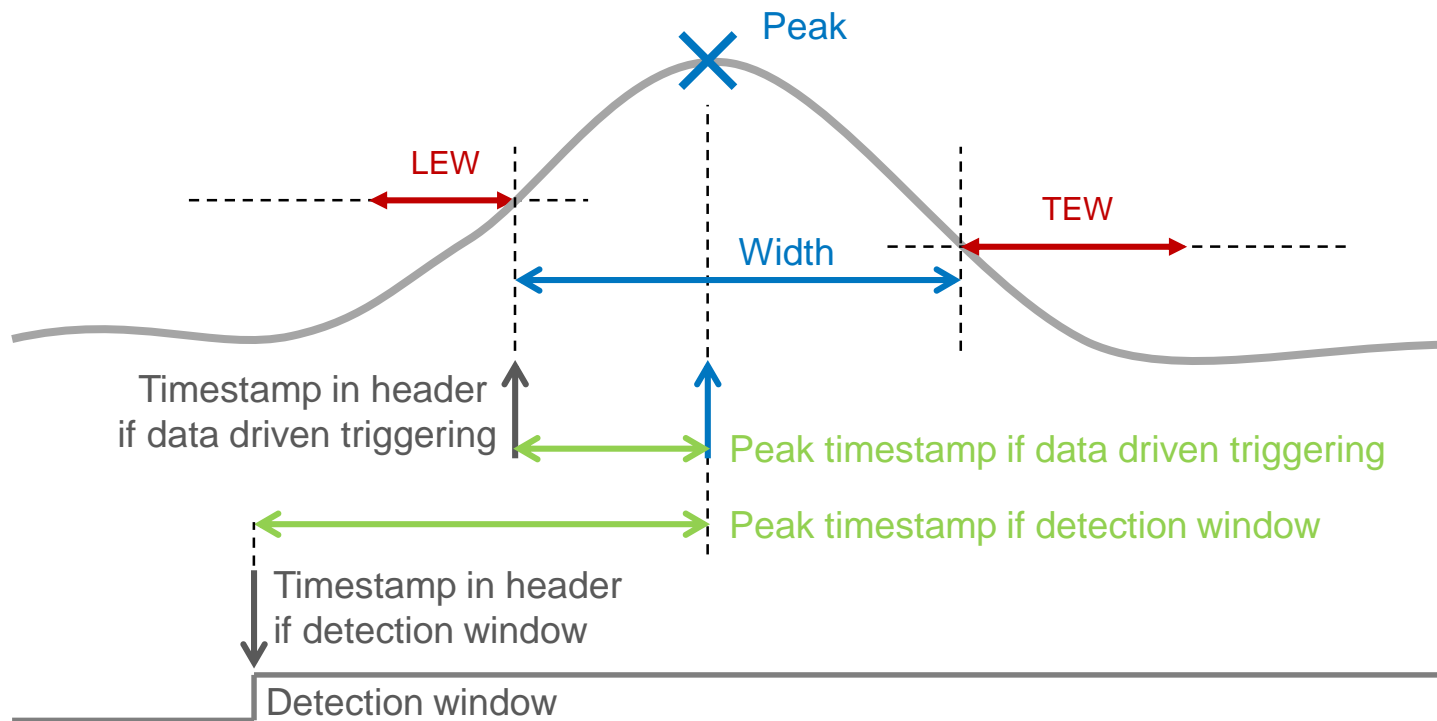 Peak
LEW
TEW
Width
Timestamp in header
if data driven triggering
Peak timestamp if data driven triggering
Peak timestamp if detection window
Timestamp in header
if detection window
Detection window